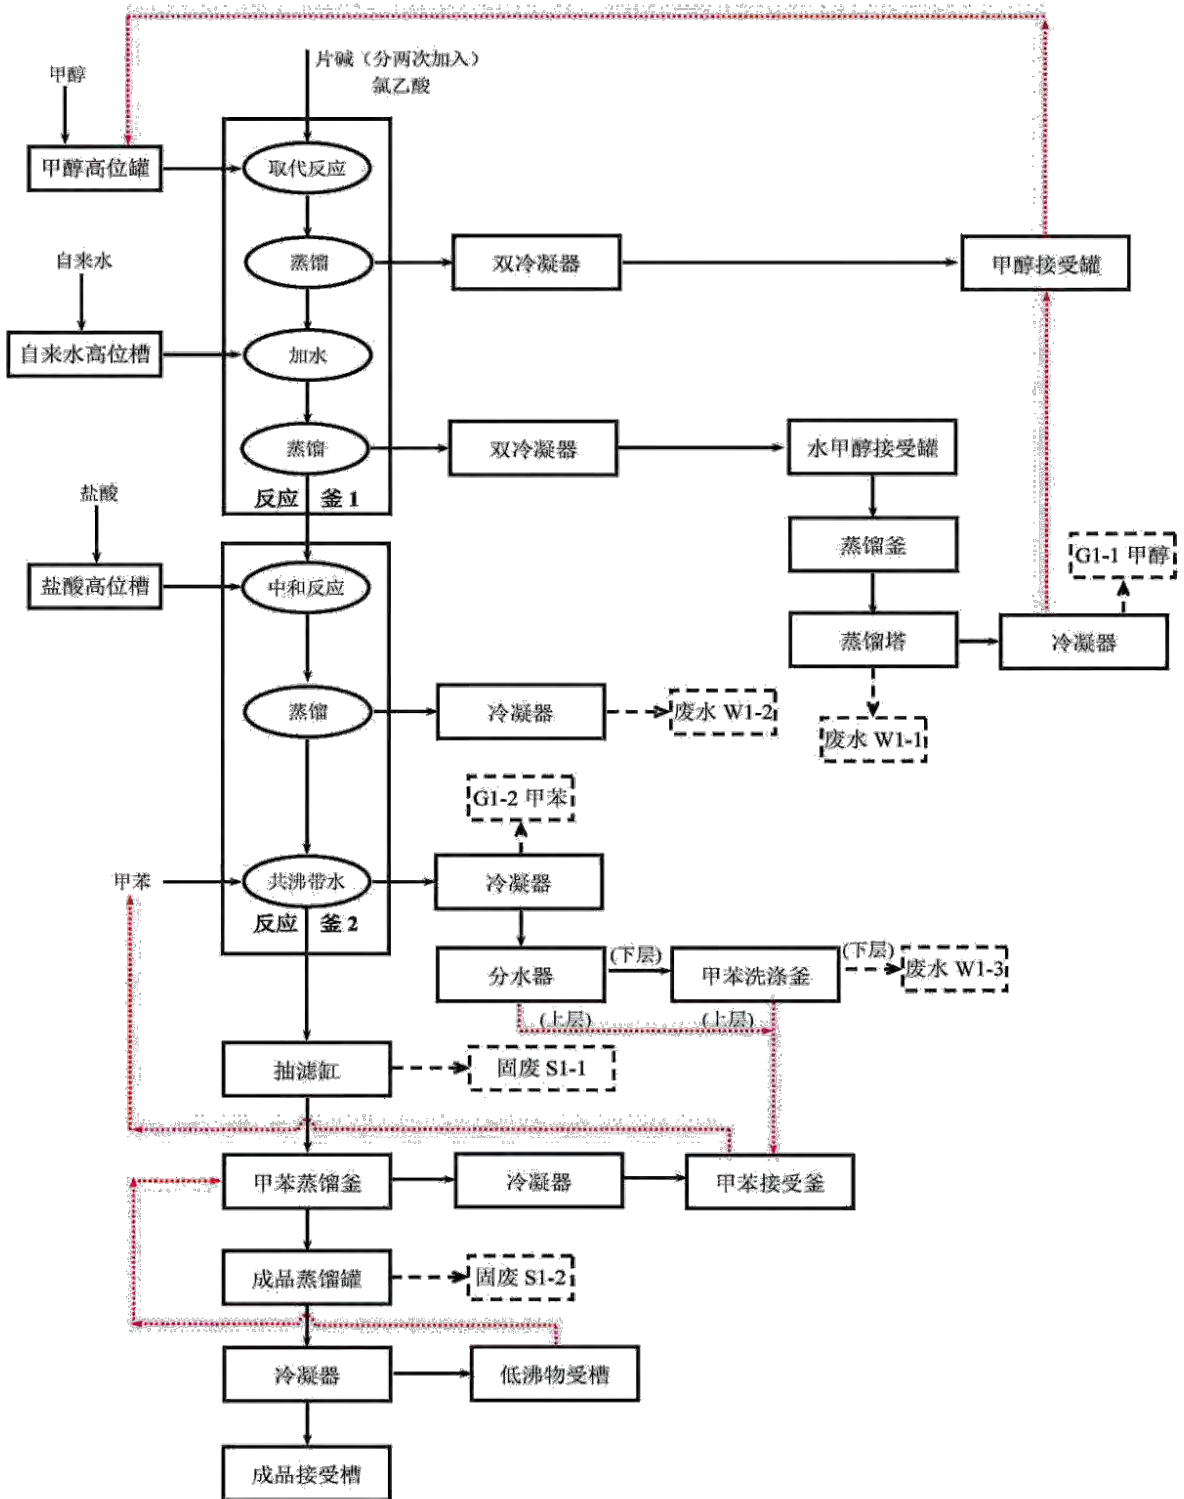 片碱（分两次加入）
氯乙酸
甲醇
甲醇高位罐
取代反应
自来水
蒸馏
双冷凝器
甲醇接受罐
自来水高位槽
加水
蒸馏
双冷凝器
水甲醇接受罐
反应 釜 1
盐酸
蒸馏釜
G1-1 甲醇
盐酸高位槽
中和反应
蒸馏塔
冷凝器
蒸馏
冷凝器
废水 W1-2
废水 W1-1
G1-2 甲苯
甲苯
共沸带水
冷凝器
反应 釜 2
(下层)
(下层)
分水器
甲苯洗涤釜
废水 W1-3
(上层)
(上层)
抽滤缸
固废 S1-1
甲苯蒸馏釜
冷凝器
甲苯接受釜
成品蒸馏罐
固废 S1-2
冷凝器
低沸物受槽
成品接受槽